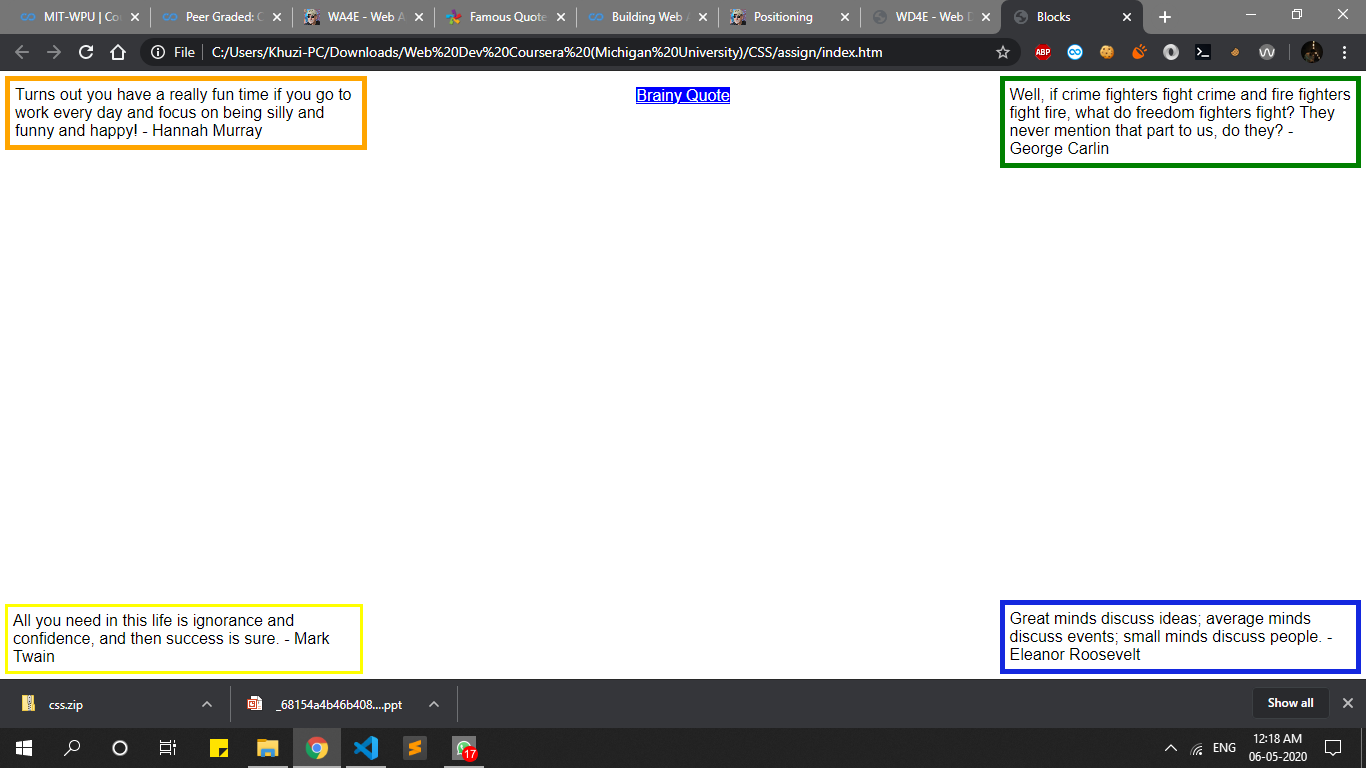 MIT-WPU | Co
Peer Graded: C
WA4E - Web A
Famous Quote
Building Web A
Positioning
WD4E - Web D
Blocks
File
C:/Users/Khuzi-PC/Downloads/Web%20Dev%20Coursera%20(Michigan%20University)/CSS/assign/index.htm
ABP
Turns out you have a really fun time if you go to
work every day and focus on being silly and
funny and happy! - Hannah Murray
Brainy Quote
Well, if crime fighters fight crime and fire fighters
fight fire, what do freedom fighters fight? They
never mention that part to us, do they? -
George Carlin
All you need in this life is ignorance and
confidence, and then success is sure. - Mark
Twain
Great minds discuss ideas; average minds
discuss events; small minds discuss people. -
Eleanor Roosevelt
css.zip
_68154a4b46b408....ppt
Show all
17
ENG
12:18 AM
06-05-2020